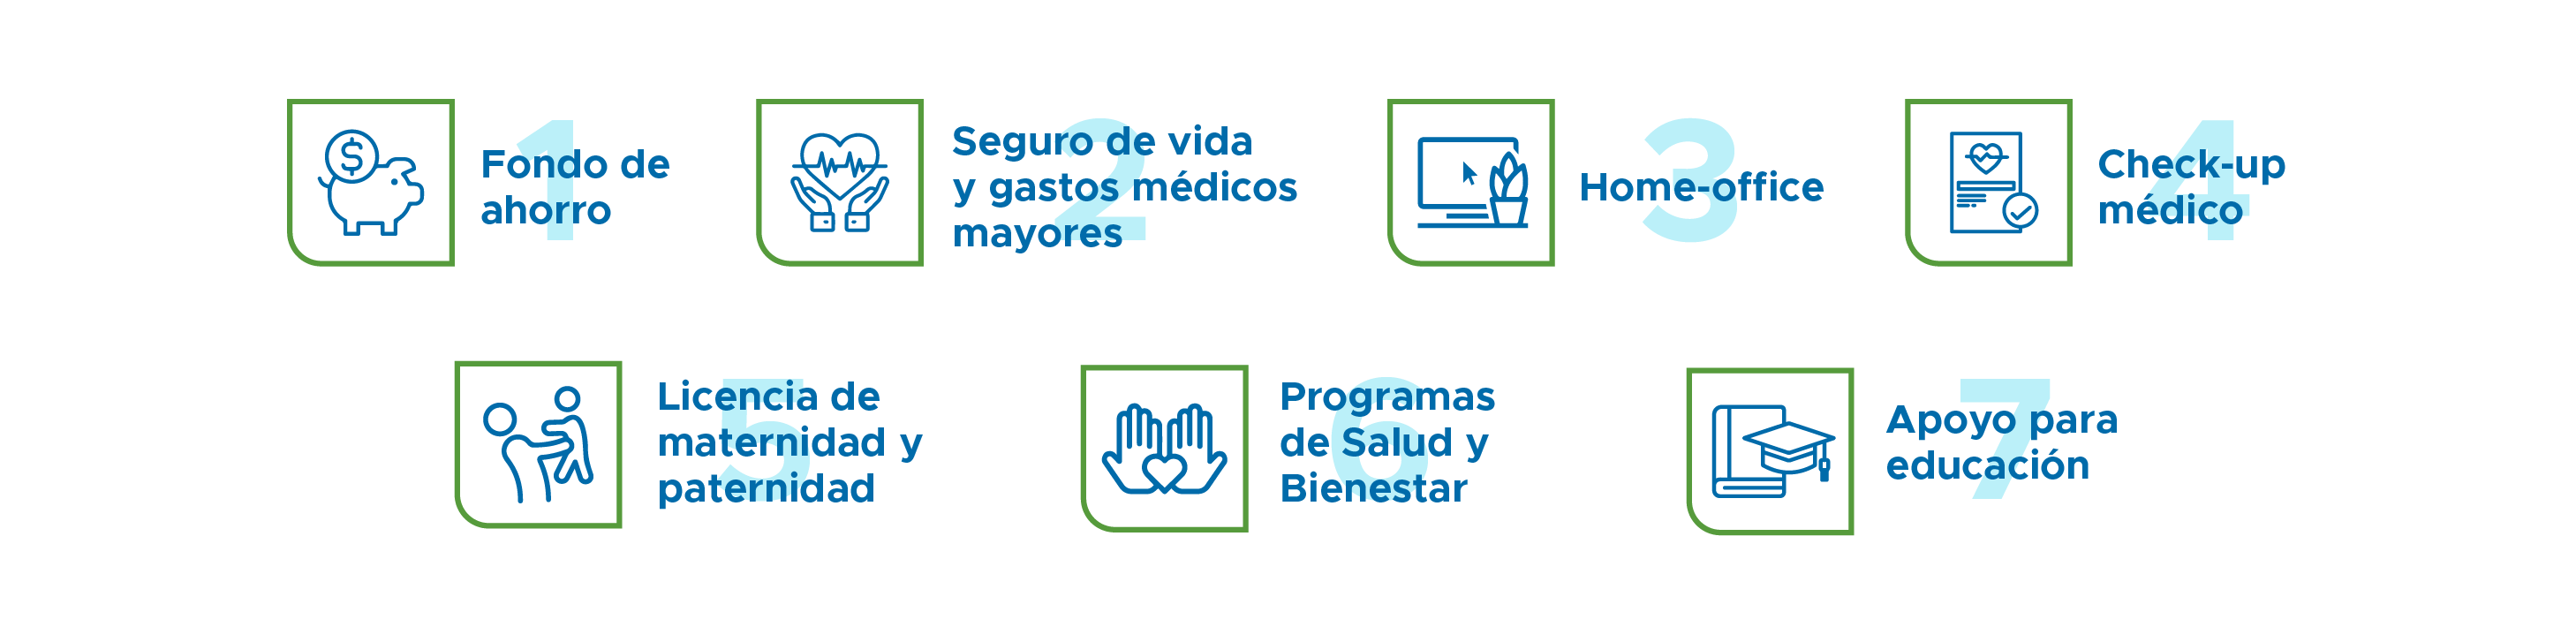 1
Fondo de
ahorro
2
Seguro de vida
y gastos médicos
mayores
3
Home-office
4
Check-up
médico
5
Licencia de
maternidad y
paternidad
6
Programas
de Salud y
Bienestar
7
Apoyo para
educación
$